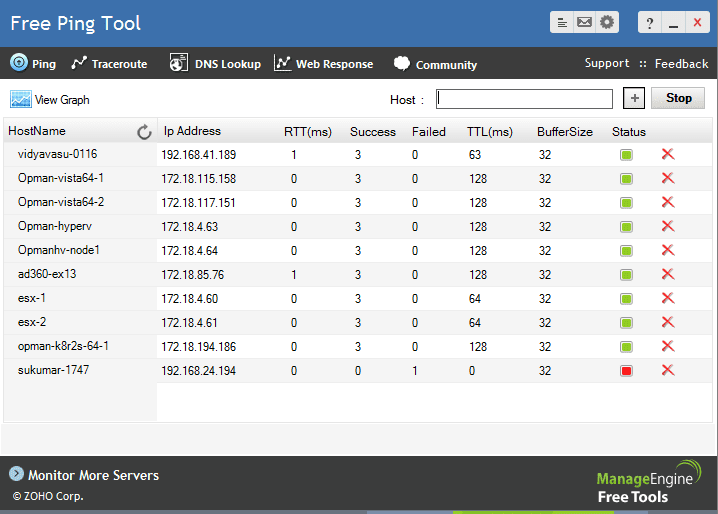 Free Ping Tool
?
Ping Traceroute DNS Lookup Web Response Community Support :: Feedback
View Graph Host : + Stop
HostName Ip Address RTT(ms) Success Failed TTL(ms) BufferSize Status
vidyavasu-0116 192.168.41.189 1 3 0 63 32
Opman-vista64-1 172.18.115.158 0 3 0 128 32
Opman-vista64-2 172.18.117.151 0 3 0 128 32
Opman-hyperv 172.18.4.63 0 3 0 128 32
Opmanhv-node1 172.18.4.64 0 3 0 128 32
ad360-ex13 172.18.85.76 1 3 0 128 32
esx-1 172.18.4.60 0 3 0 64 32
esx-2 172.18.4.61 0 3 0 64 32
opman-k8r2s-64-1 172.18.194.186 0 3 0 128 32
sukumar-1747 192.168.24.194 0 0 1 0 32
Monitor More Servers
© ZOHO Corp.
ManageEngine
Free Tools